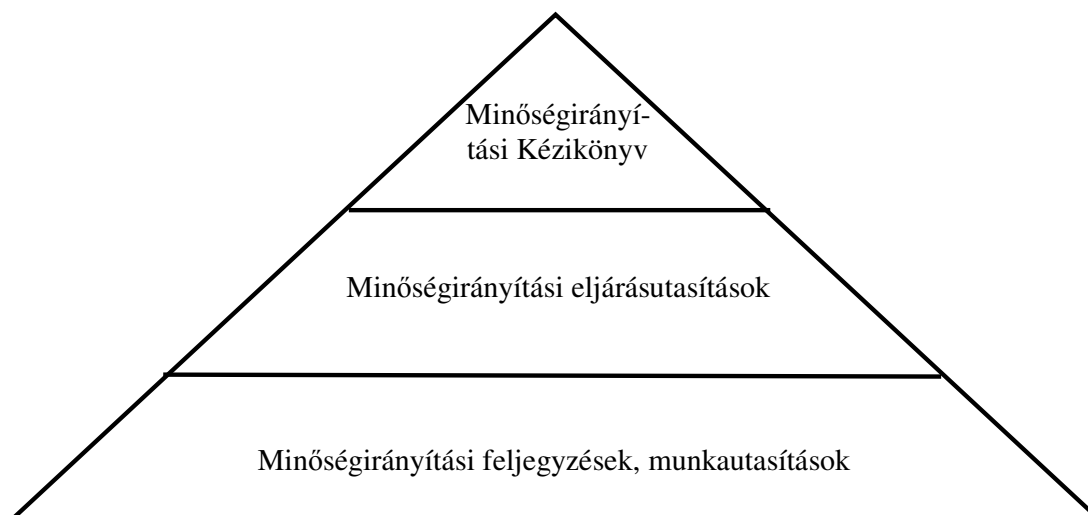 Minőségirányí-
tási Kézikönyv
Minőségirányítási eljárásutasítások
Minőségirányítási feljegyzések, munkautasítások